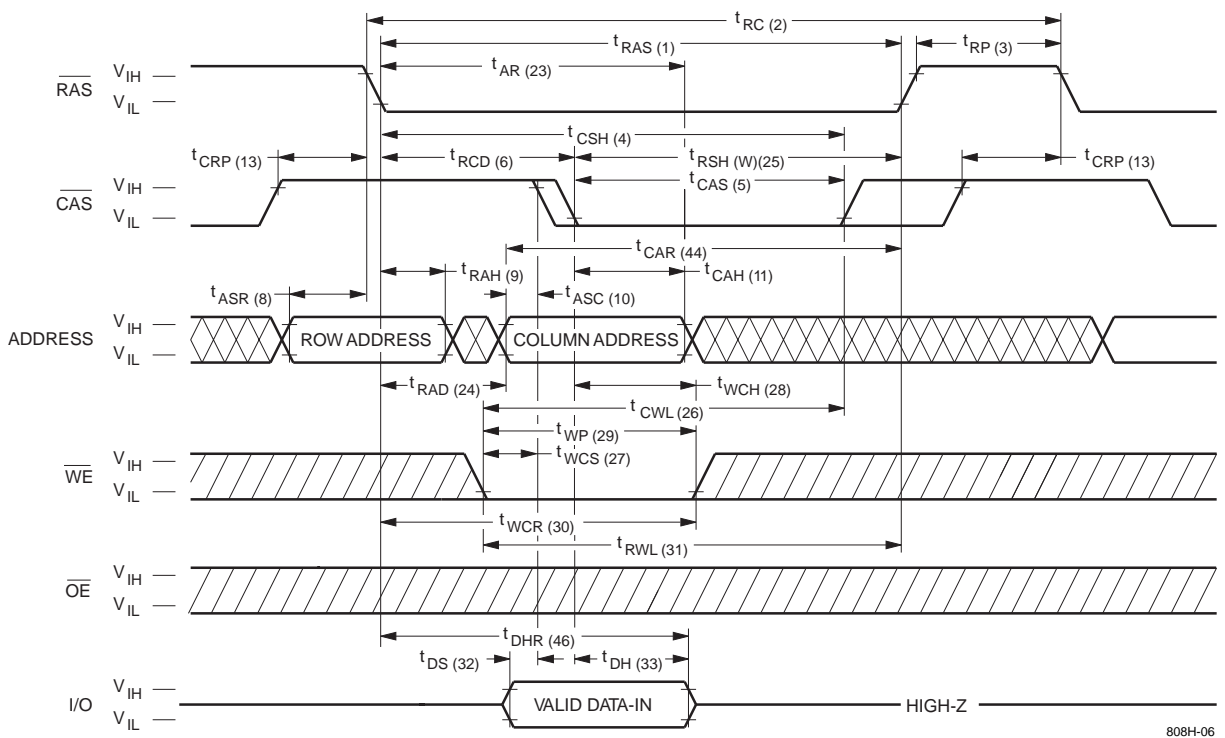 t RC (2)
t RAS (1)
t RP (3)
t AR (23)
RAS
V IH
V IL
t CSH (4)
t CRP (13)
t RCD (6)
t RSH (W)(25)
t CRP (13)
t CAS (5)
CAS
V IH
V IL
t CAR (44)
t RAH (9)
t CAH (11)
t ASR (8)
t ASC (10)
ADDRESS
V IH
V IL
ROW ADDRESS
COLUMN ADDRESS
t RAD (24)
t WCH (28)
t CWL (26)
t WP (29)
t WCS (27)
WE
V IH
V IL
t WCR (30)
t RWL (31)
OE
V IH
V IL
t DHR (46)
t DS (32)
t DH (33)
I/O
V IH
V IL
VALID DATA-IN
HIGH-Z
808H-06